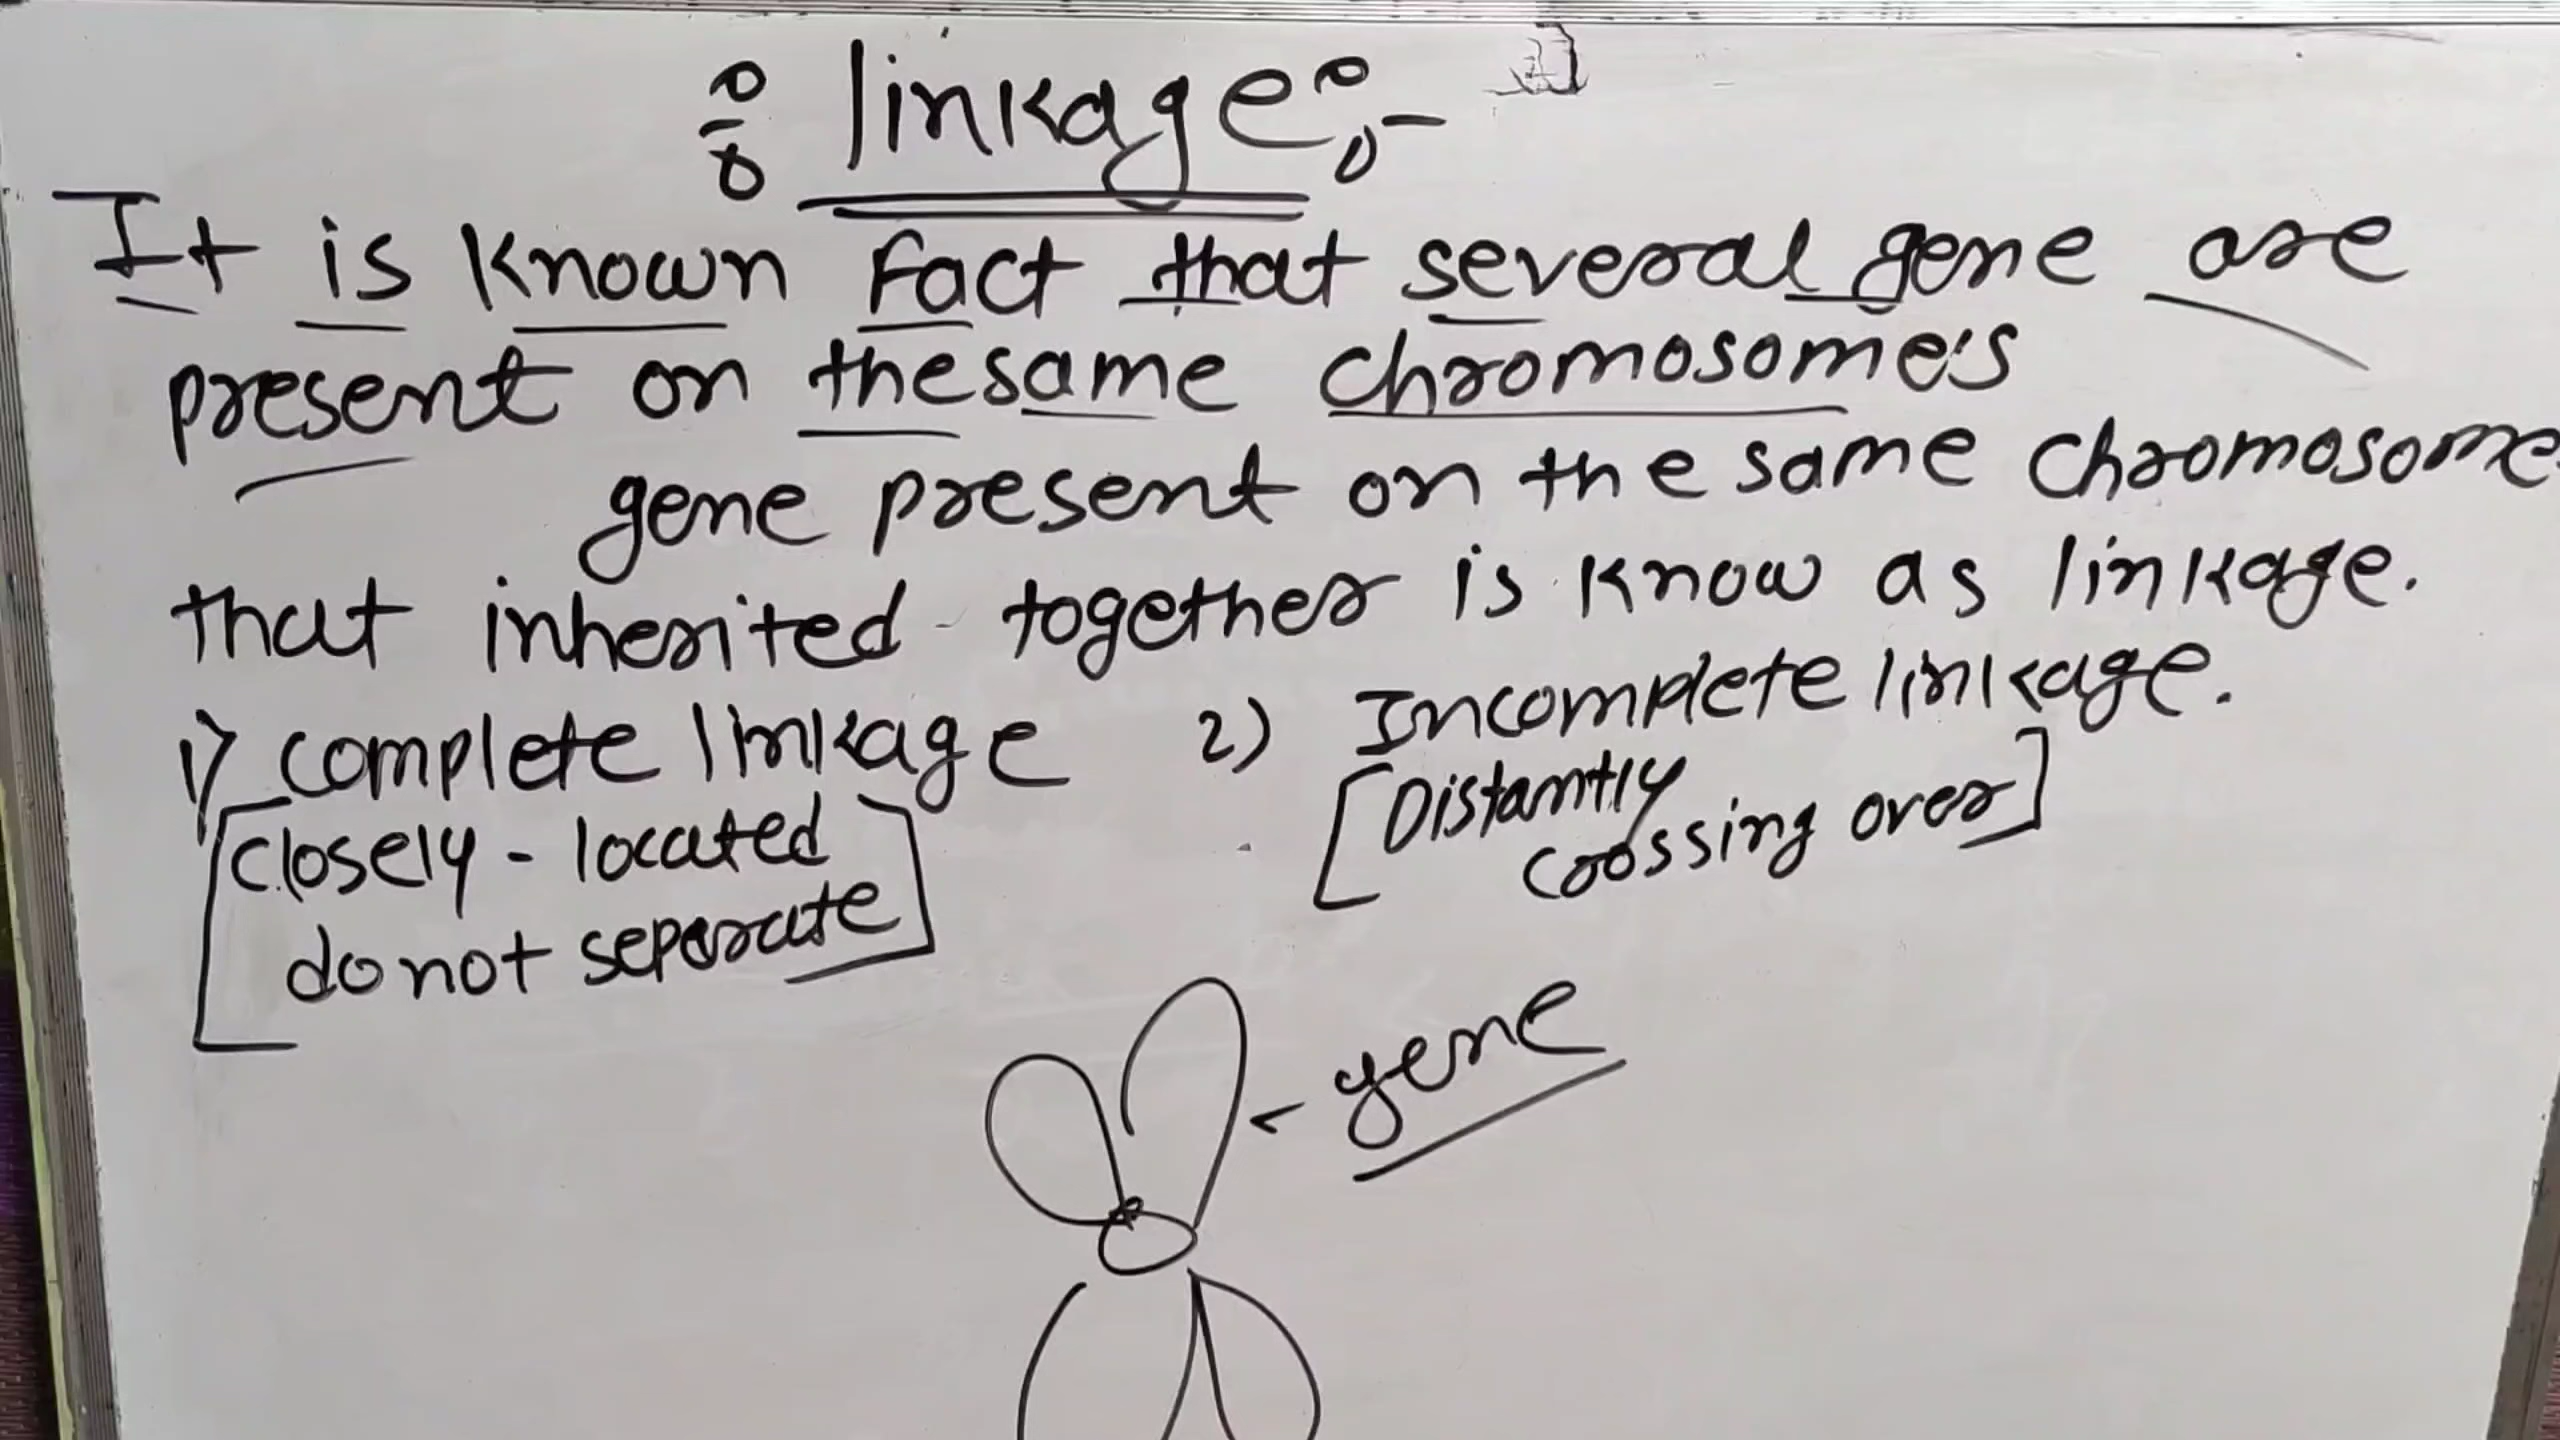 linkage:-
It is known fact that several gene are
present on the same chromosome's
gene present on the same chromosome
that inherited together is know as linkage.
1) complete linkage 2) Incomplete linkage.
[closely - located
do not seperate]
[Distantly
crossing over]
gene